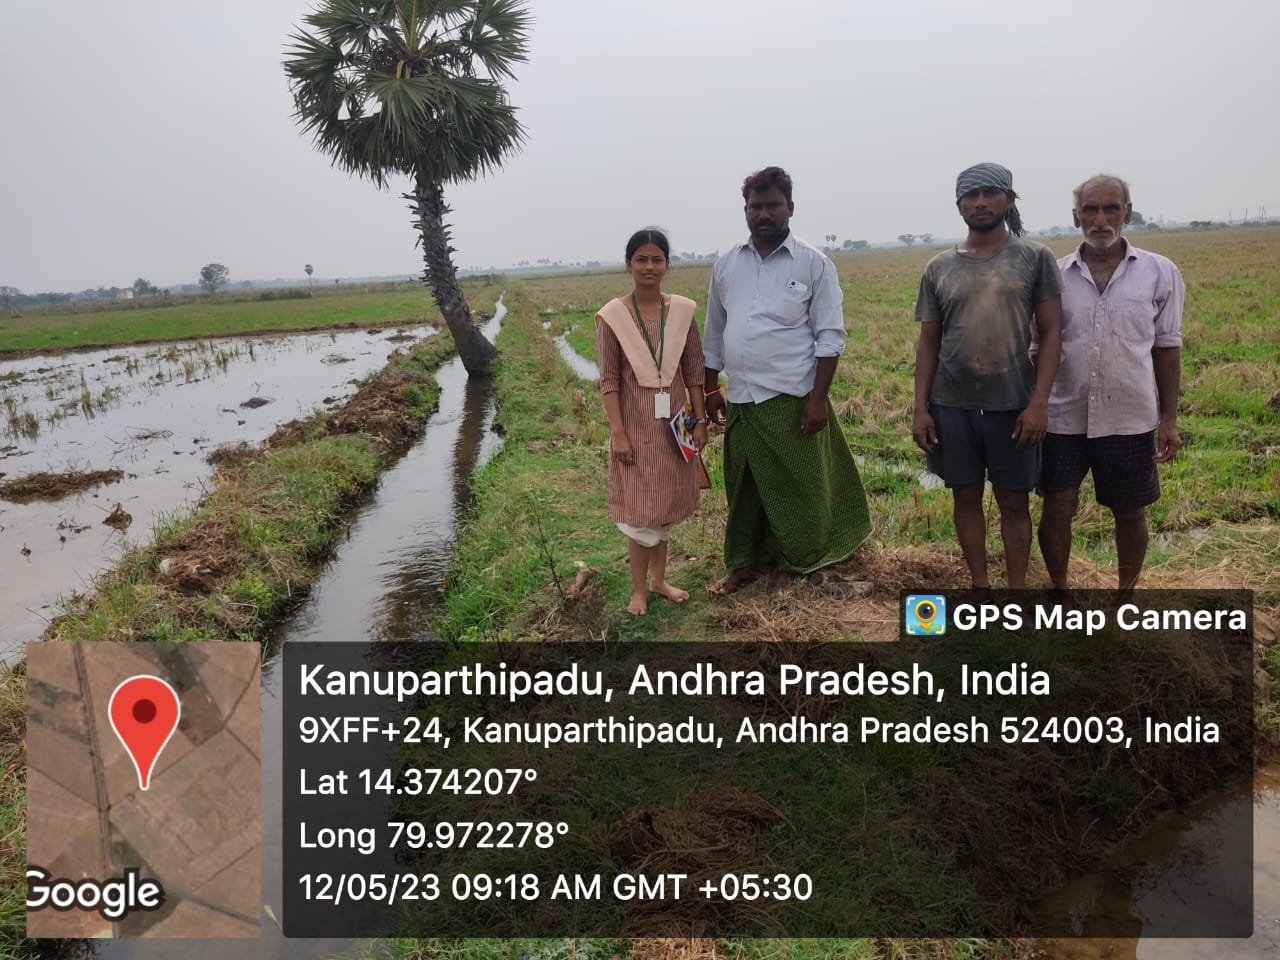 GPS Map Camera
Kanuparthipadu, Andhra Pradesh, India
9XFF+24, Kanuparthipadu, Andhra Pradesh 524003, India
Lat 14.374207°
Long 79.972278°
12/05/23 09:18 AM GMT +05:30
Google